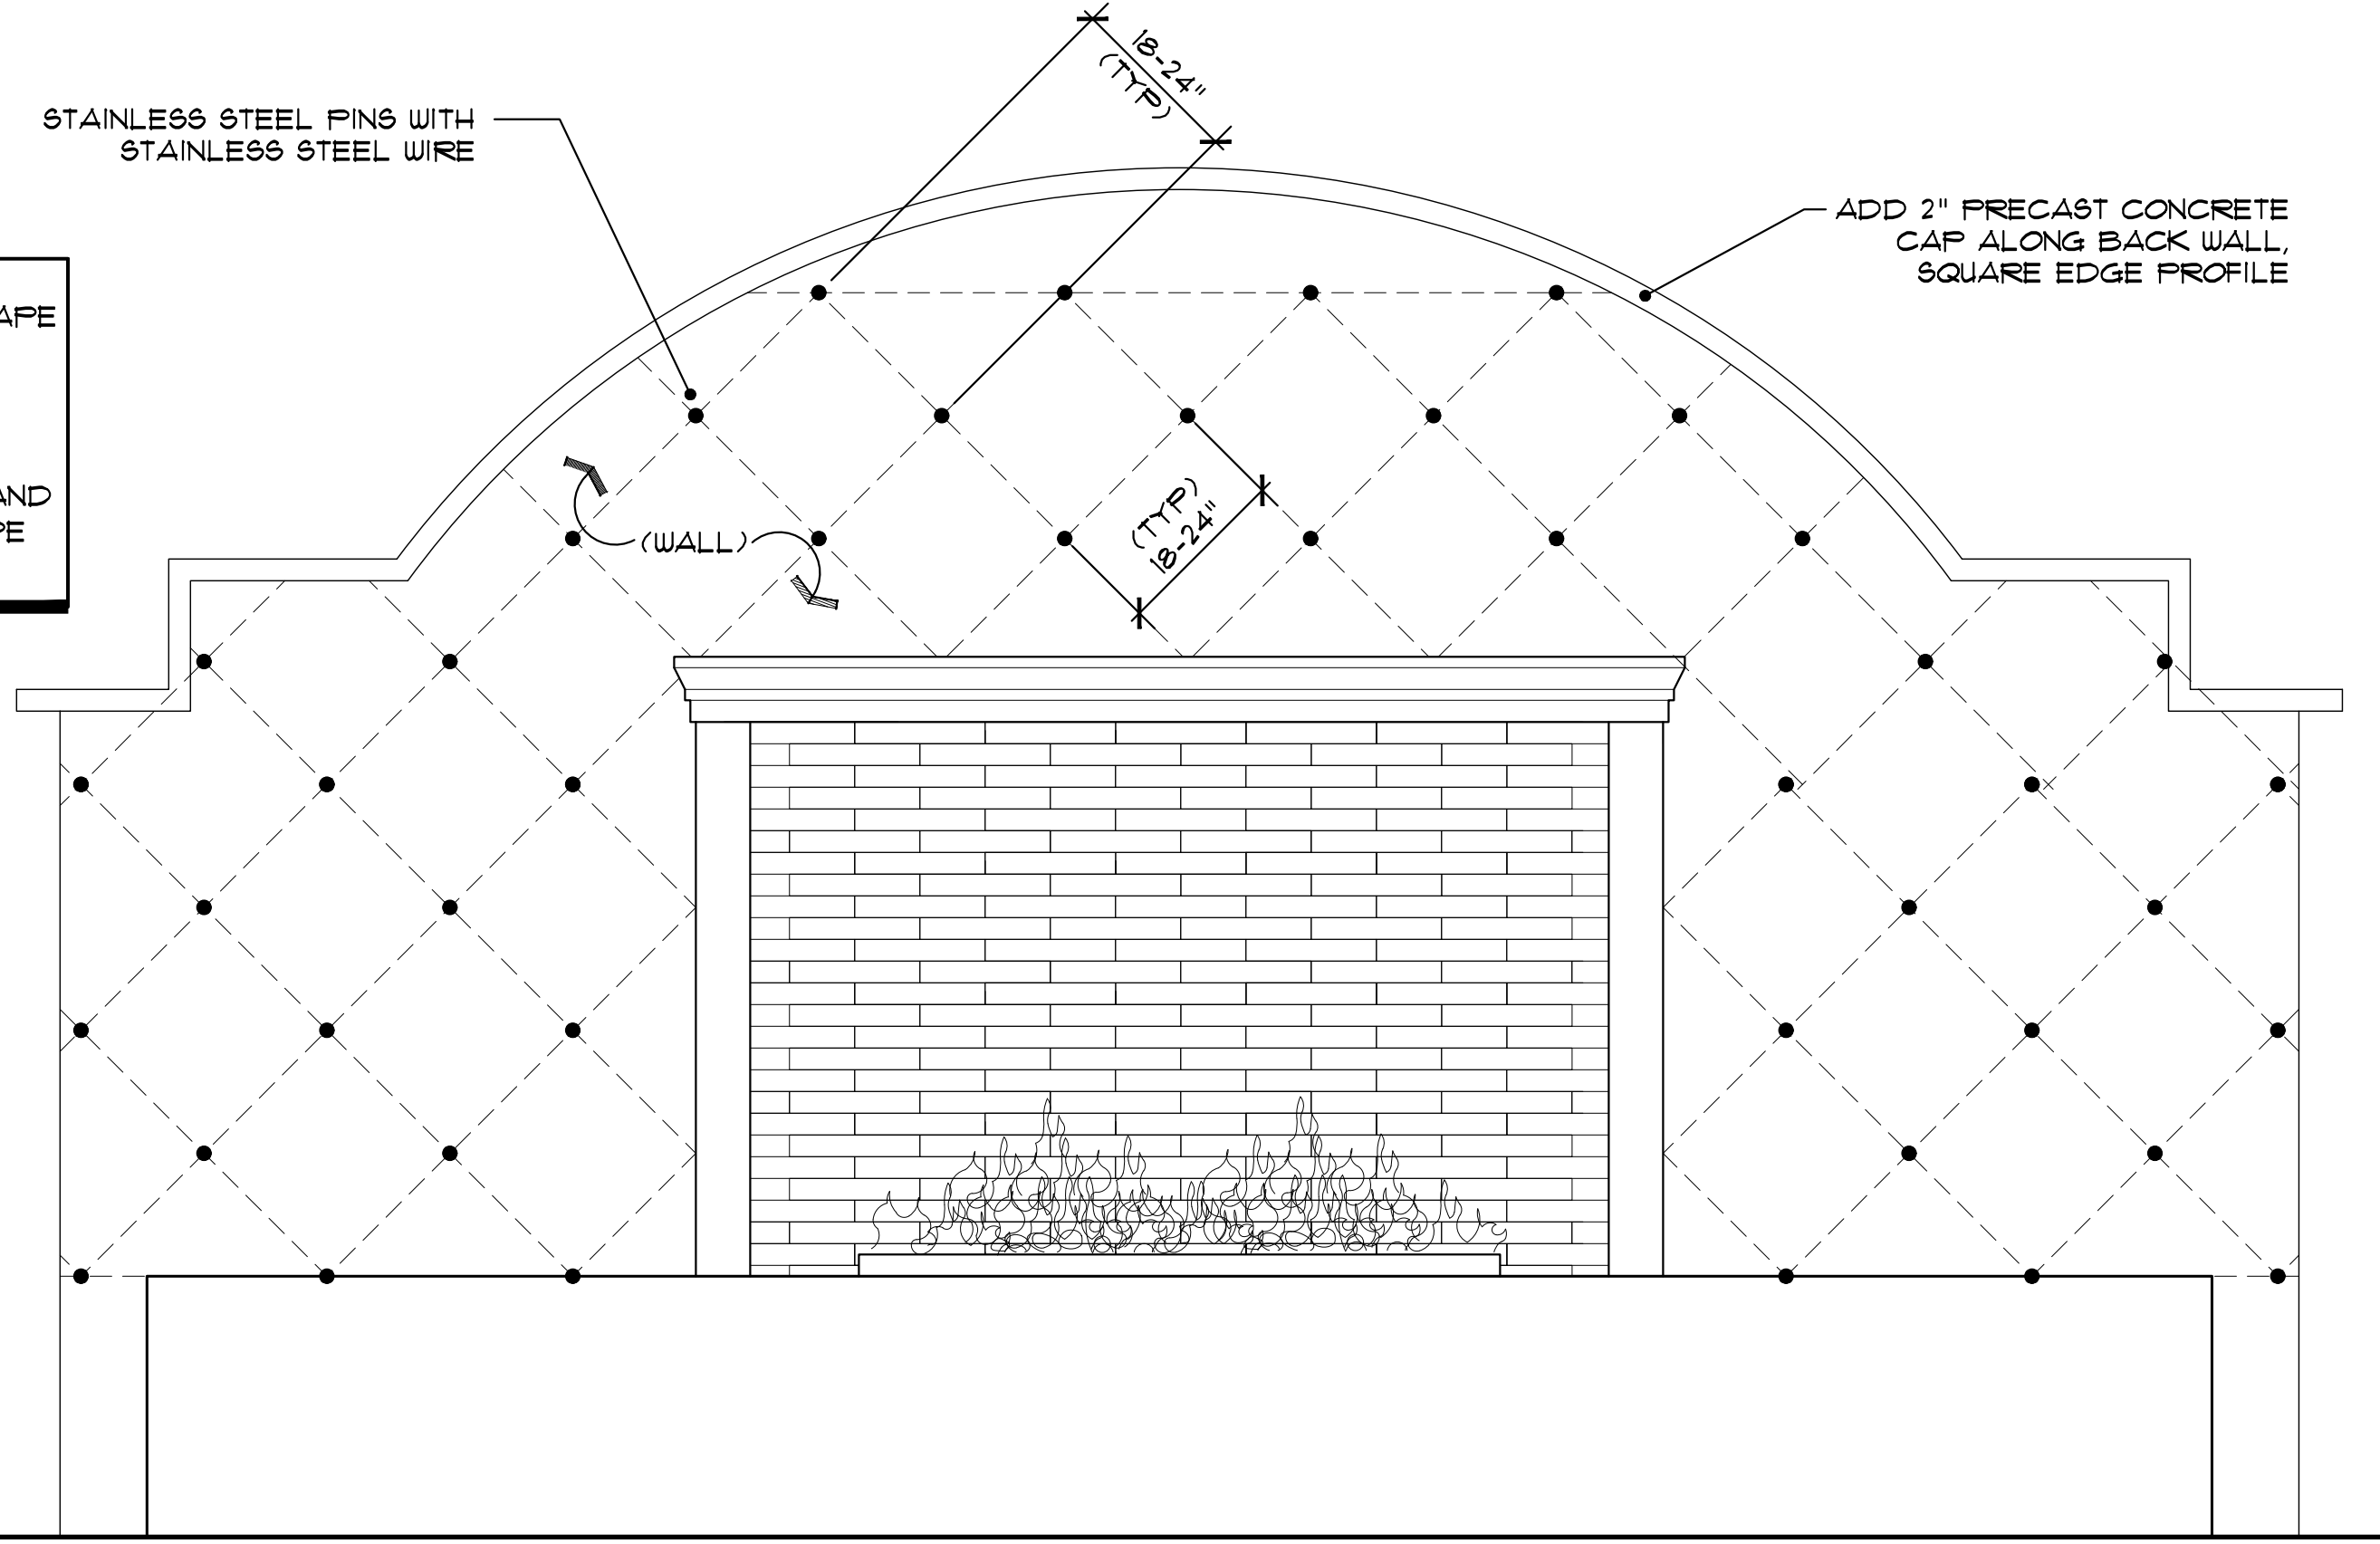 18-24"
(TYP)
STAINLESS STEEL PINS WITH
STAINLESS STEEL WIRE
ADD 2" PRECAST CONCRETE
CAP ALONG BACK WALL,
SQUARE EDGE PROFILE
(WALL)
(TYP)
18-24"
AND